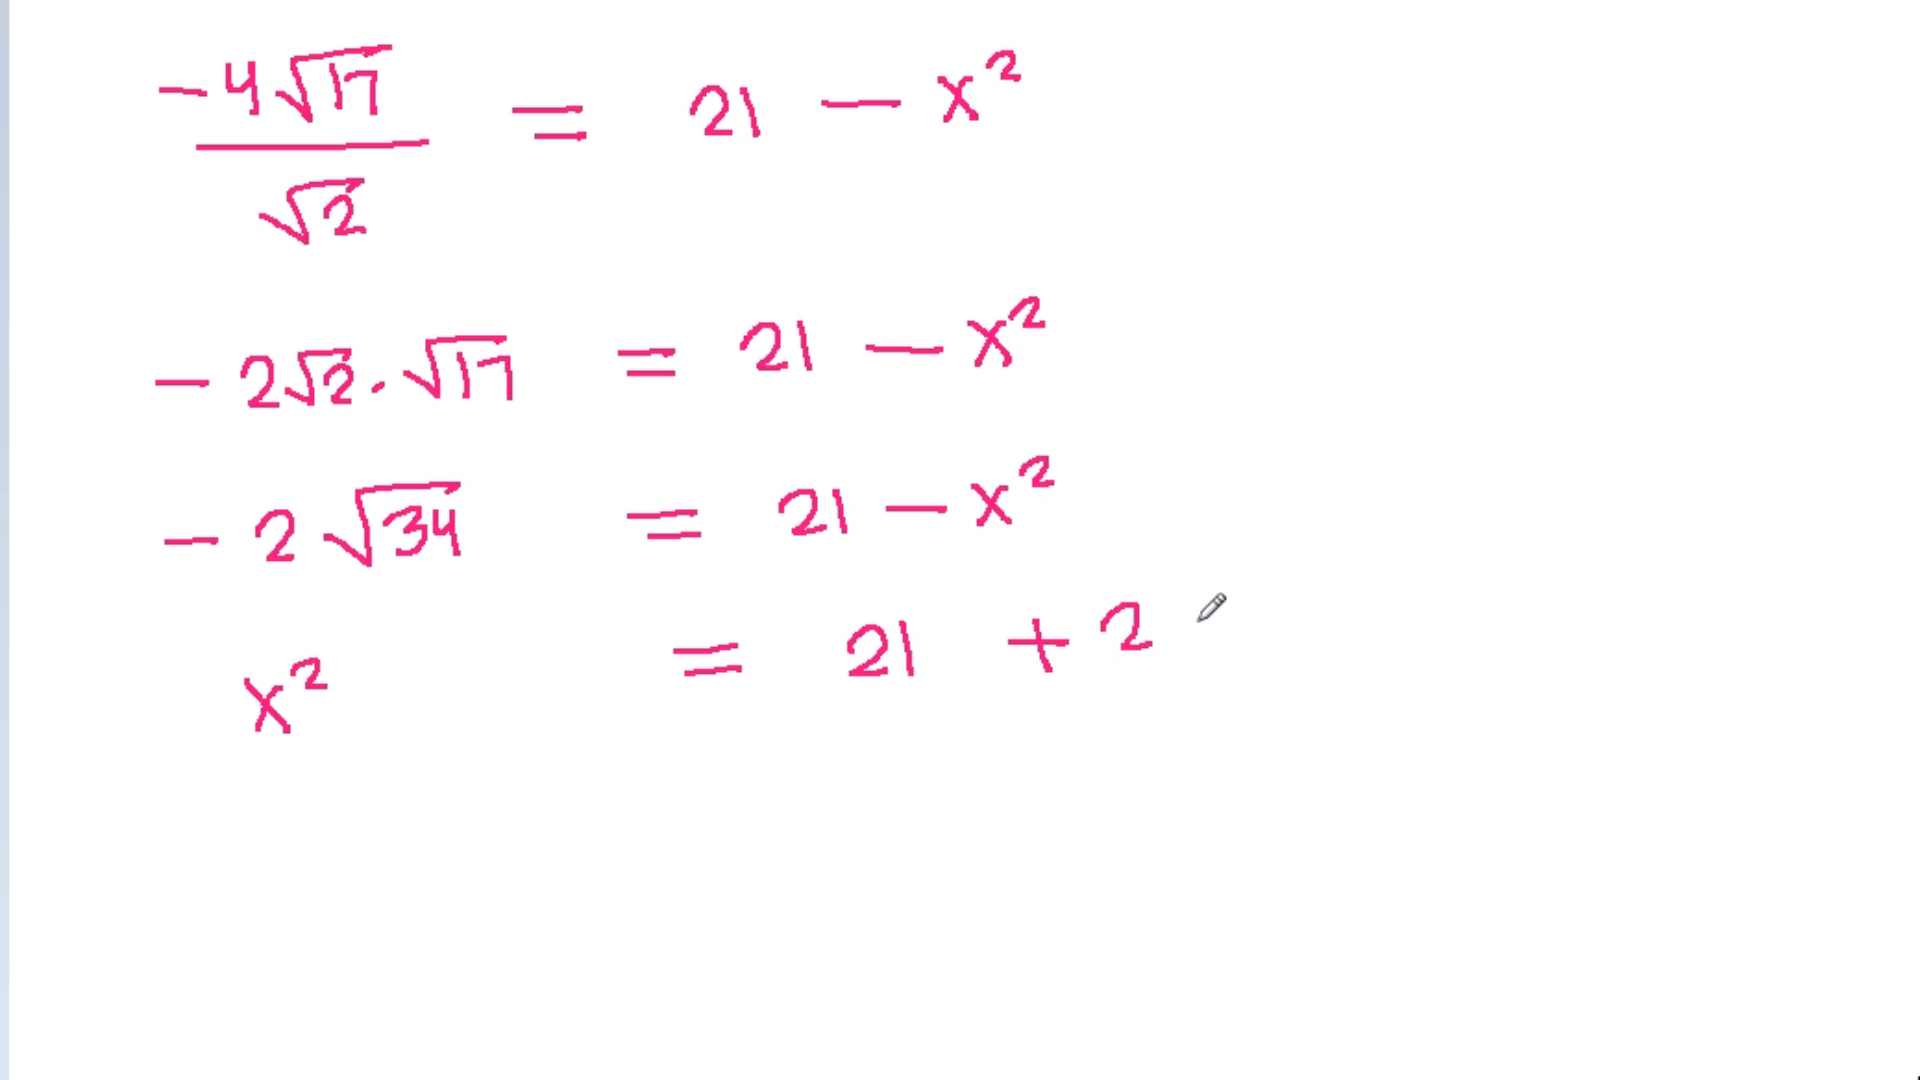 -4√17/√2 = 21 - x²
- 2√2 . √17 = 21 - x²
- 2√34 = 21 - x²
x² = 21 + 2